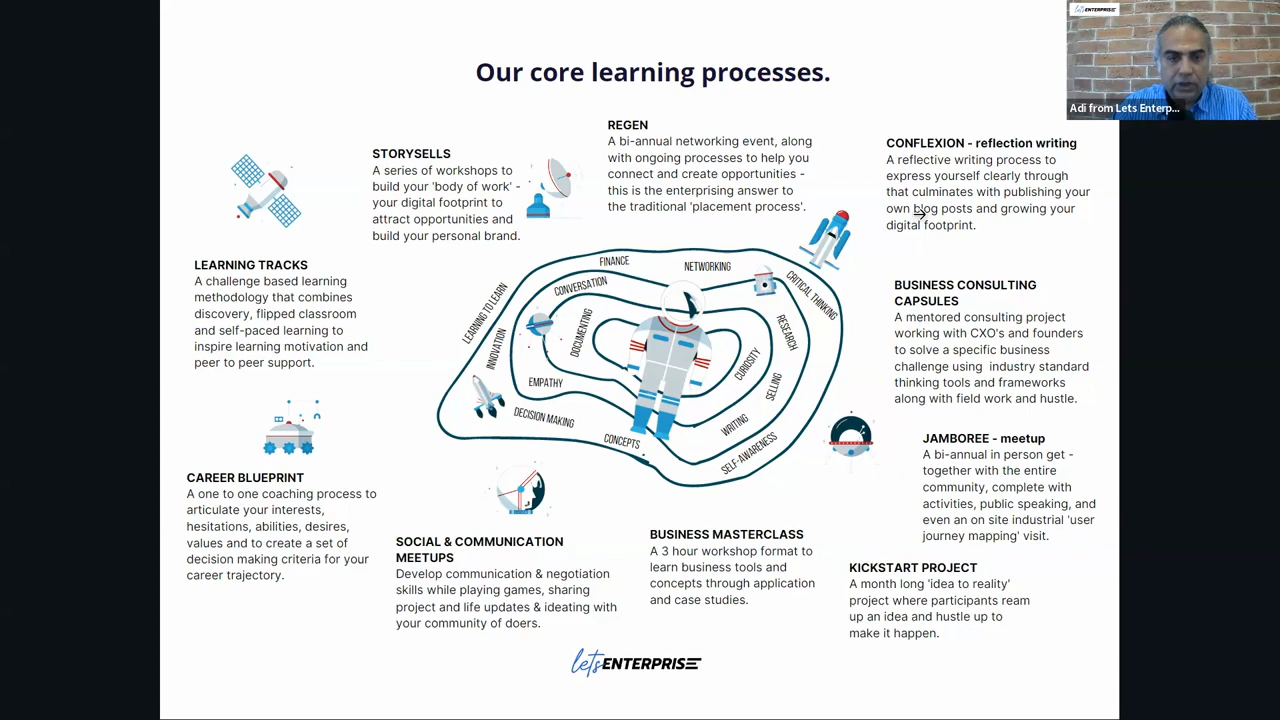 Our core learning processes.
letsENTERPRISE
Adi from Lets Enterp...
STORYSELLS
A series of workshops to
build your 'body of work' -
your digital footprint to
attract opportunities and
build your personal brand.
REGEN
A bi-annual networking event, along
with ongoing processes to help you
connect and create opportunities -
this is the enterprising answer to
the traditional 'placement process'.
CONFLEXION - reflection writing
A reflective writing process to
express yourself clearly through
that culminates with publishing your
own blog posts and growing your
digital footprint.
LEARNING TRACKS
A challenge based learning
methodology that combines
discovery, flipped classroom
and self-paced learning to
inspire learning motivation and
peer to peer support.
FINANCE
NETWORKING
CRITICAL THINKING
LEARNING TO LEARN
CONVERSATION
DOCUMENTING
INNOVATION
RESEARCH
CURIOSITY
SELLING
EMPATHY
DECISION MAKING
CONCEPTS
WRITING
SELF-AWARENESS
BUSINESS CONSULTING
CAPSULES
A mentored consulting project
working with CXO's and founders
to solve a specific business
challenge using industry standard
thinking tools and frameworks
along with field work and hustle.
JAMBOREE - meetup
A bi-annual in person get -
together with the entire
community, complete with
activities, public speaking, and
even an on site industrial 'user
journey mapping' visit.
CAREER BLUEPRINT
A one to one coaching process to
articulate your interests,
hesitations, abilities, desires,
values and to create a set of
decision making criteria for your
career trajectory.
SOCIAL & COMMUNICATION
MEETUPS
Develop communication & negotiation
skills while playing games, sharing
project and life updates & ideating with
your community of doers.
BUSINESS MASTERCLASS
A 3 hour workshop format to
learn business tools and
concepts through application
and case studies.
KICKSTART PROJECT
A month long 'idea to reality'
project where participants ream
up an idea and hustle up to
make it happen.
letsENTERPRISE